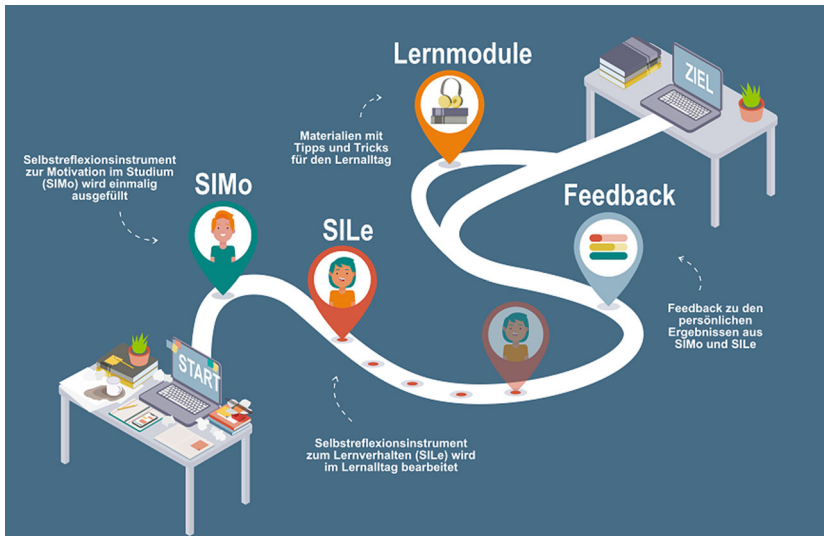 Lernmodule
ZIEL
Materialien mit
Tipps und Tricks
für den Lernalltag
Selbstreflexionsinstrument
zur Motivation im Studium
(SIMo) wird einmalig
ausgefüllt
SIMo
SILe
Feedback
Feedback zu den
persönlichen
Ergebnissen aus
SIMo und SILe
START
Selbstreflexionsinstrument
zum Lernverhalten (SILe) wird
im Lernalltag bearbeitet